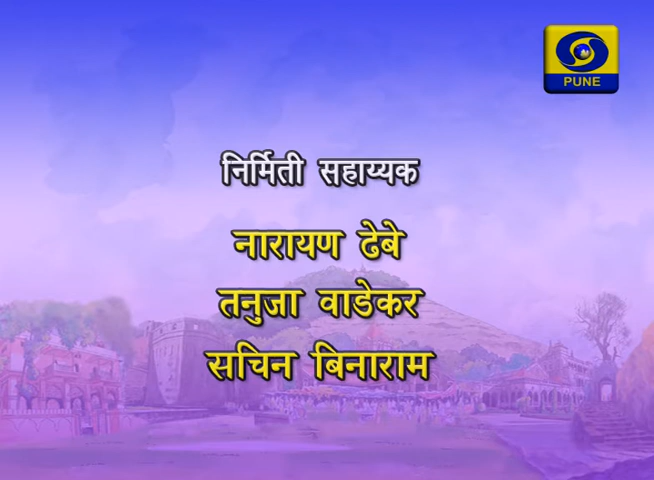 PUNE
निर्मिती सहाय्यक
नारायण ढेबे
तनुजा वाडेकर
सचिन बिनाराम